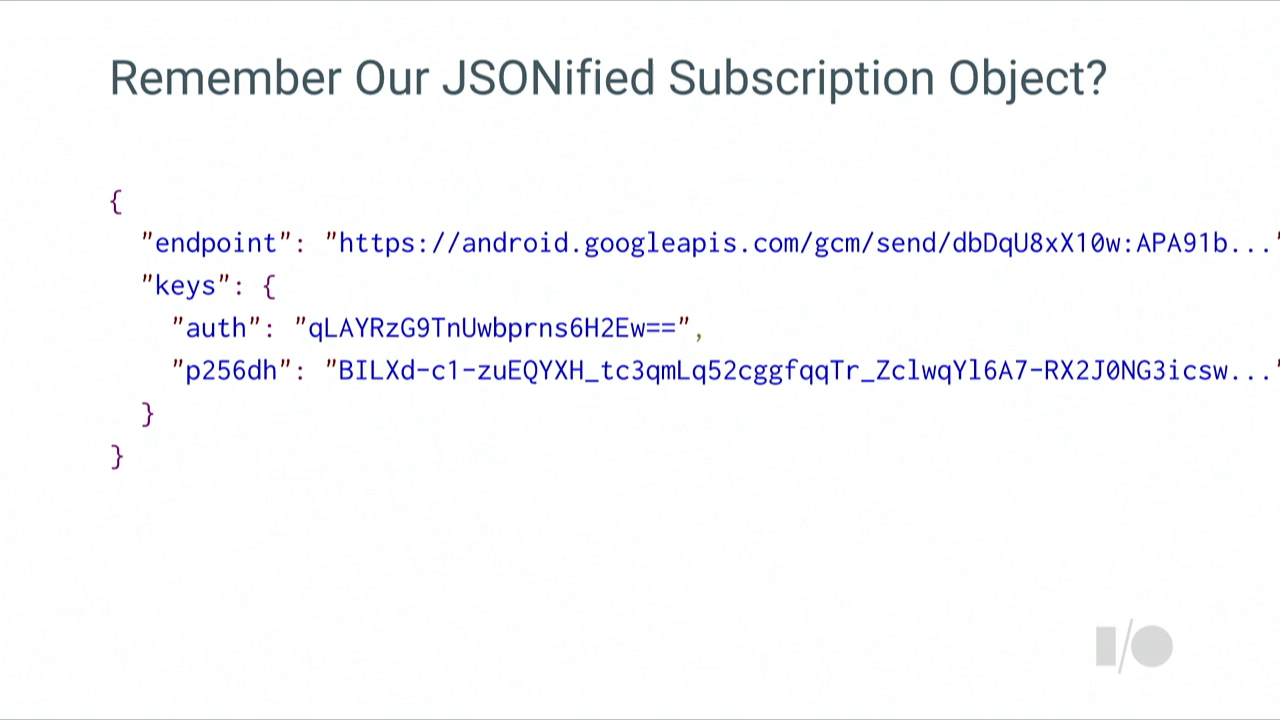 Remember Our JSONified Subscription Object?
{
"endpoint": "https://android.googleapis.com/gcm/send/dbDqU8xX10w:APA91b..."
"keys": {
"auth": "qLAYRzG9TnUwbprns6H2Ew==",
"p256dh": "BILXd-c1-zuEQYXH_tc3qmLq52cggfqqTr_ZclwqYl6A7-RX2J0NG3icsw..."
}
}
I/O